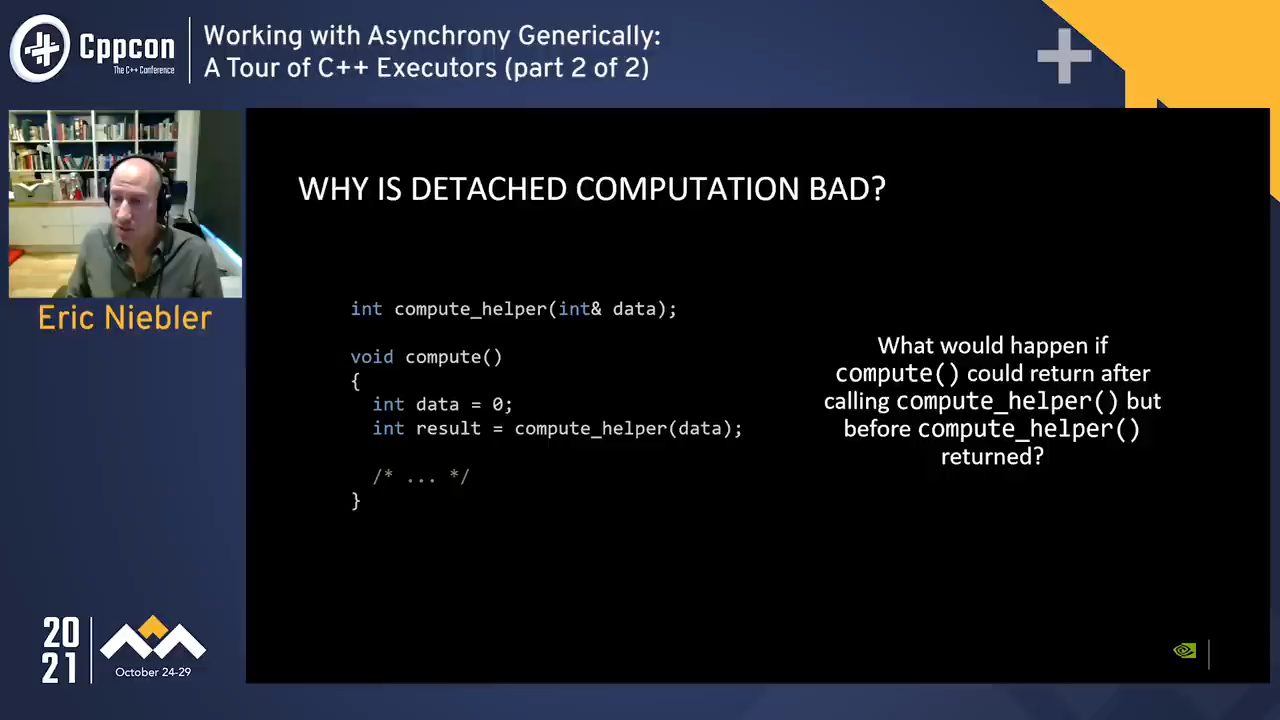 Cppcon
The C++ Conference
Working with Asynchrony Generically:
A Tour of C++ Executors (part 2 of 2)
Eric Niebler
WHY IS DETACHED COMPUTATION BAD?
int compute_helper(int& data);
void compute()
{
int data = 0;
int result = compute_helper(data);
/* ... */
}
What would happen if
compute() could return after
calling compute_helper() but
before compute_helper()
returned?
20
21
October 24-29